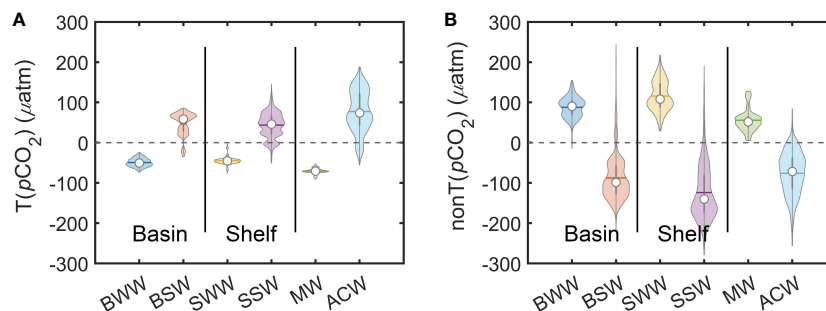 A
T(pCO2) (μatm)
300
200
100
0
-100
-200
-300
Basin Shelf
BWW BSW SWW SSW MW ACW
B
nonT(pCO2) (μatm)
300
200
100
0
-100
-200
-300
Basin Shelf
BWW BSW SWW SSW MW ACW